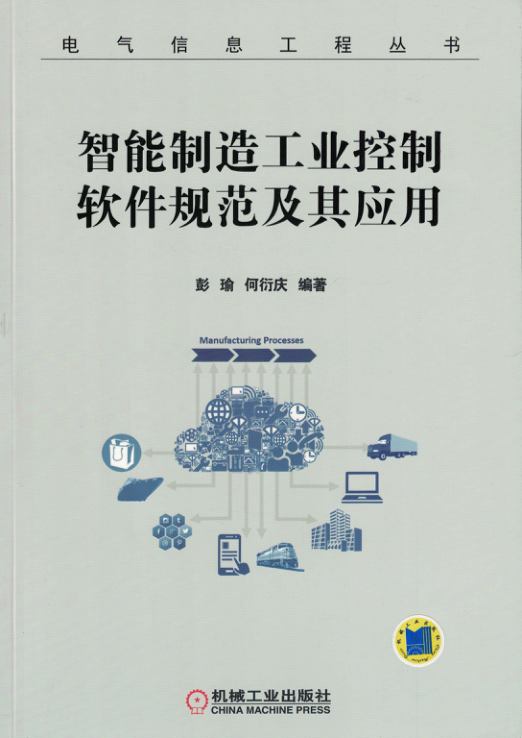 电气信息工程丛书
智能制造工业控制
软件规范及其应用
彭 瑜 何衍庆 编著
Manufacturing Processes
机械工业出版社
CHINA MACHINE PRESS